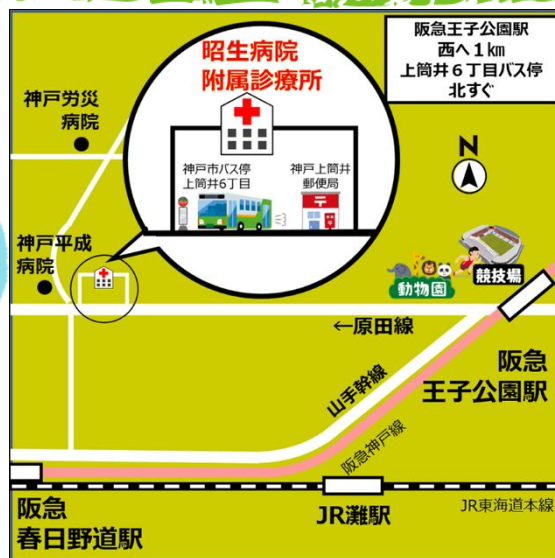 阪急王子公園駅
西へ1km
上筒井6丁目バス停
北すぐ
昭生病院
附属診療所
神戸労災
病院
神戸市バス停
上筒井6丁目
神戸上筒井
郵便局
〒
N
神戸平成
病院
動物園
競技場
←原田線
阪急
王子公園駅
山手幹線
阪急神戸線
阪急
春日野道駅
JR灘駅
JR東海道本線